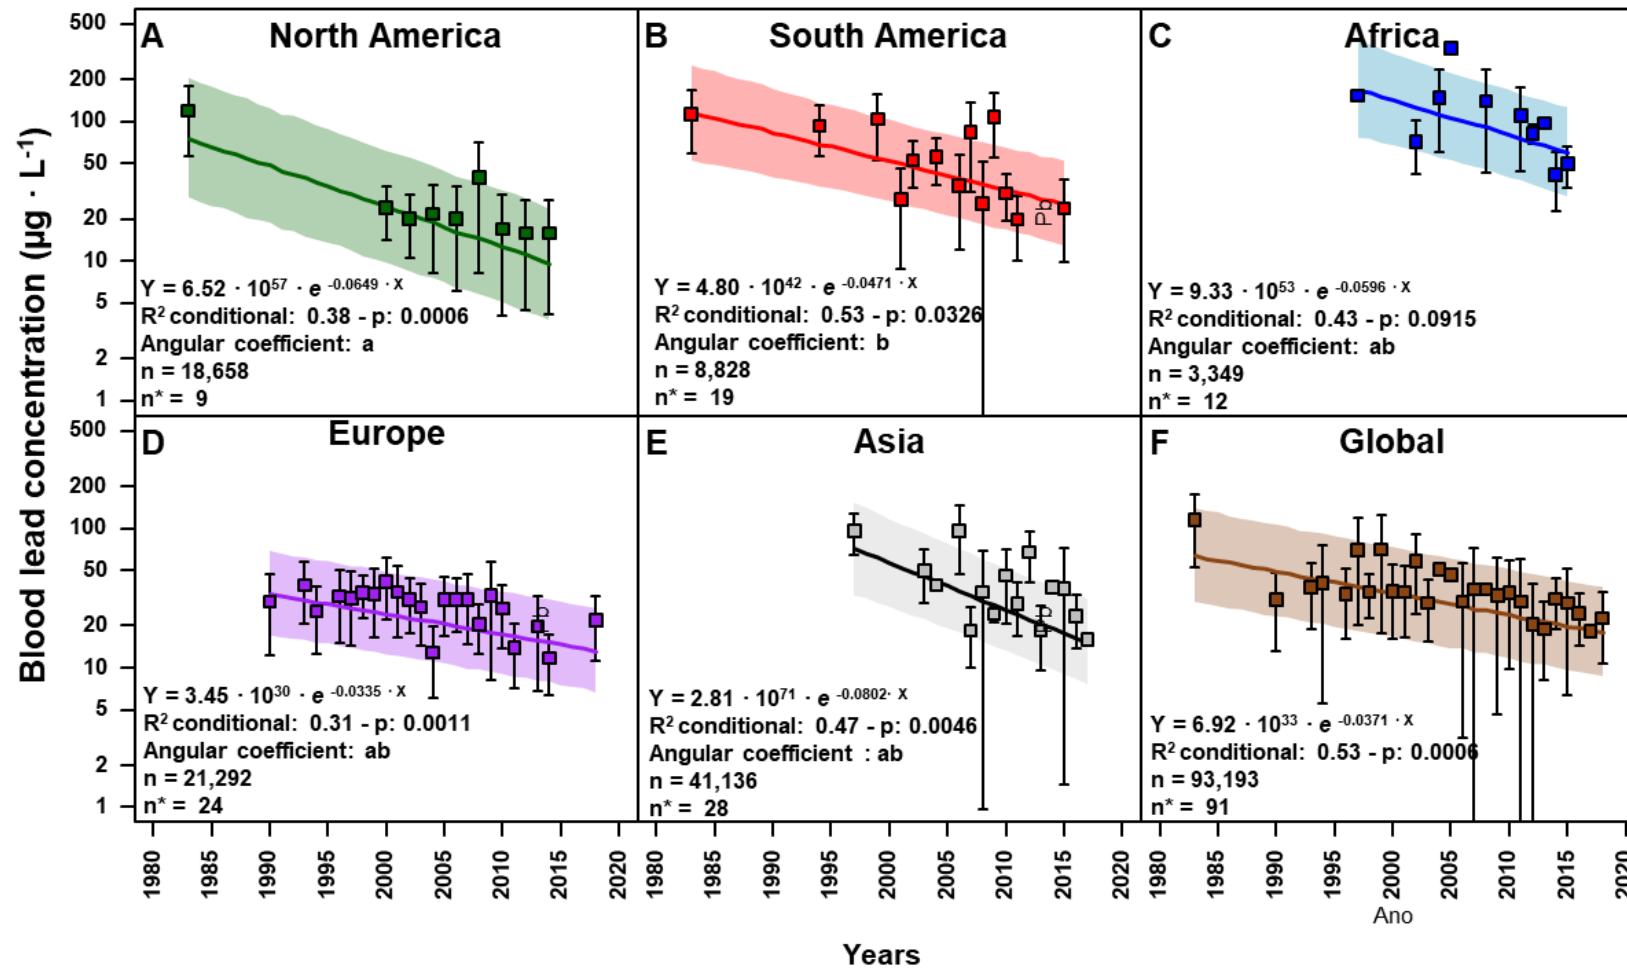 Blood lead concentration (µg · L-1)
500
200
100
50
20
10
5
2
1
A North America
Y = 6.52 · 10^57 · e^-0.0649 · X
R² conditional: 0.38 - p: 0.0006
Angular coefficient: a
n = 18,658
n* = 9
B South America
Pb
Y = 4.80 · 10^42 · e^-0.0471 · X
R² conditional: 0.53 - p: 0.0326
Angular coefficient: b
n = 8,828
n* = 19
C Africa
Y = 9.33 · 10^53 · e^-0.0596 · X
R² conditional: 0.43 - p: 0.0915
Angular coefficient: ab
n = 3,349
n* = 12
500
200
100
50
20
10
5
2
1
D Europe
Y = 3.45 · 10^30 · e^-0.0335 · X
R² conditional: 0.31 - p: 0.0011
Angular coefficient: ab
n = 21,292
n* = 24
E Asia
Y = 2.81 · 10^71 · e^-0.0802· X
R² conditional: 0.47 - p: 0.0046
Angular coefficient : ab
n = 41,136
n* = 28
F Global
Y = 6.92 · 10^33 · e^-0.0371 · X
R² conditional: 0.53 - p: 0.0006
n = 93,193
n* = 91
1980 1985 1990 1995 2000 2005 2010 2015 2020
1980 1985 1990 1995 2000 2005 2010 2015 2020
1980 1985 1990 1995 2000 2005 2010 2015 2020
Ano
Years